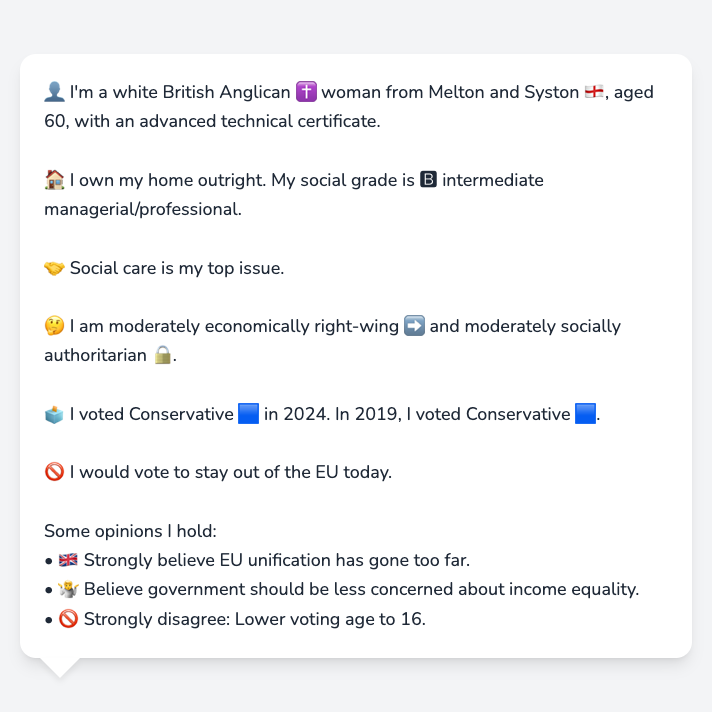 👤 I'm a white British Anglican ✝️ woman from Melton and Syston 🏴󠁧󠁢󠁥󠁮󠁧󠁿, aged
60, with an advanced technical certificate.
🏠 I own my home outright. My social grade is 🅱 intermediate
managerial/professional.
🤝 Social care is my top issue.
🤔 I am moderately economically right-wing ➡️ and moderately socially
authoritarian 🔒.
🗳️ I voted Conservative 🟦 in 2024. In 2019, I voted Conservative 🟦.
🚫 I would vote to stay out of the EU today.
Some opinions I hold:
• 🇬🇧 Strongly believe EU unification has gone too far.
• 🤷 Believe government should be less concerned about income equality.
• 🚫 Strongly disagree: Lower voting age to 16.